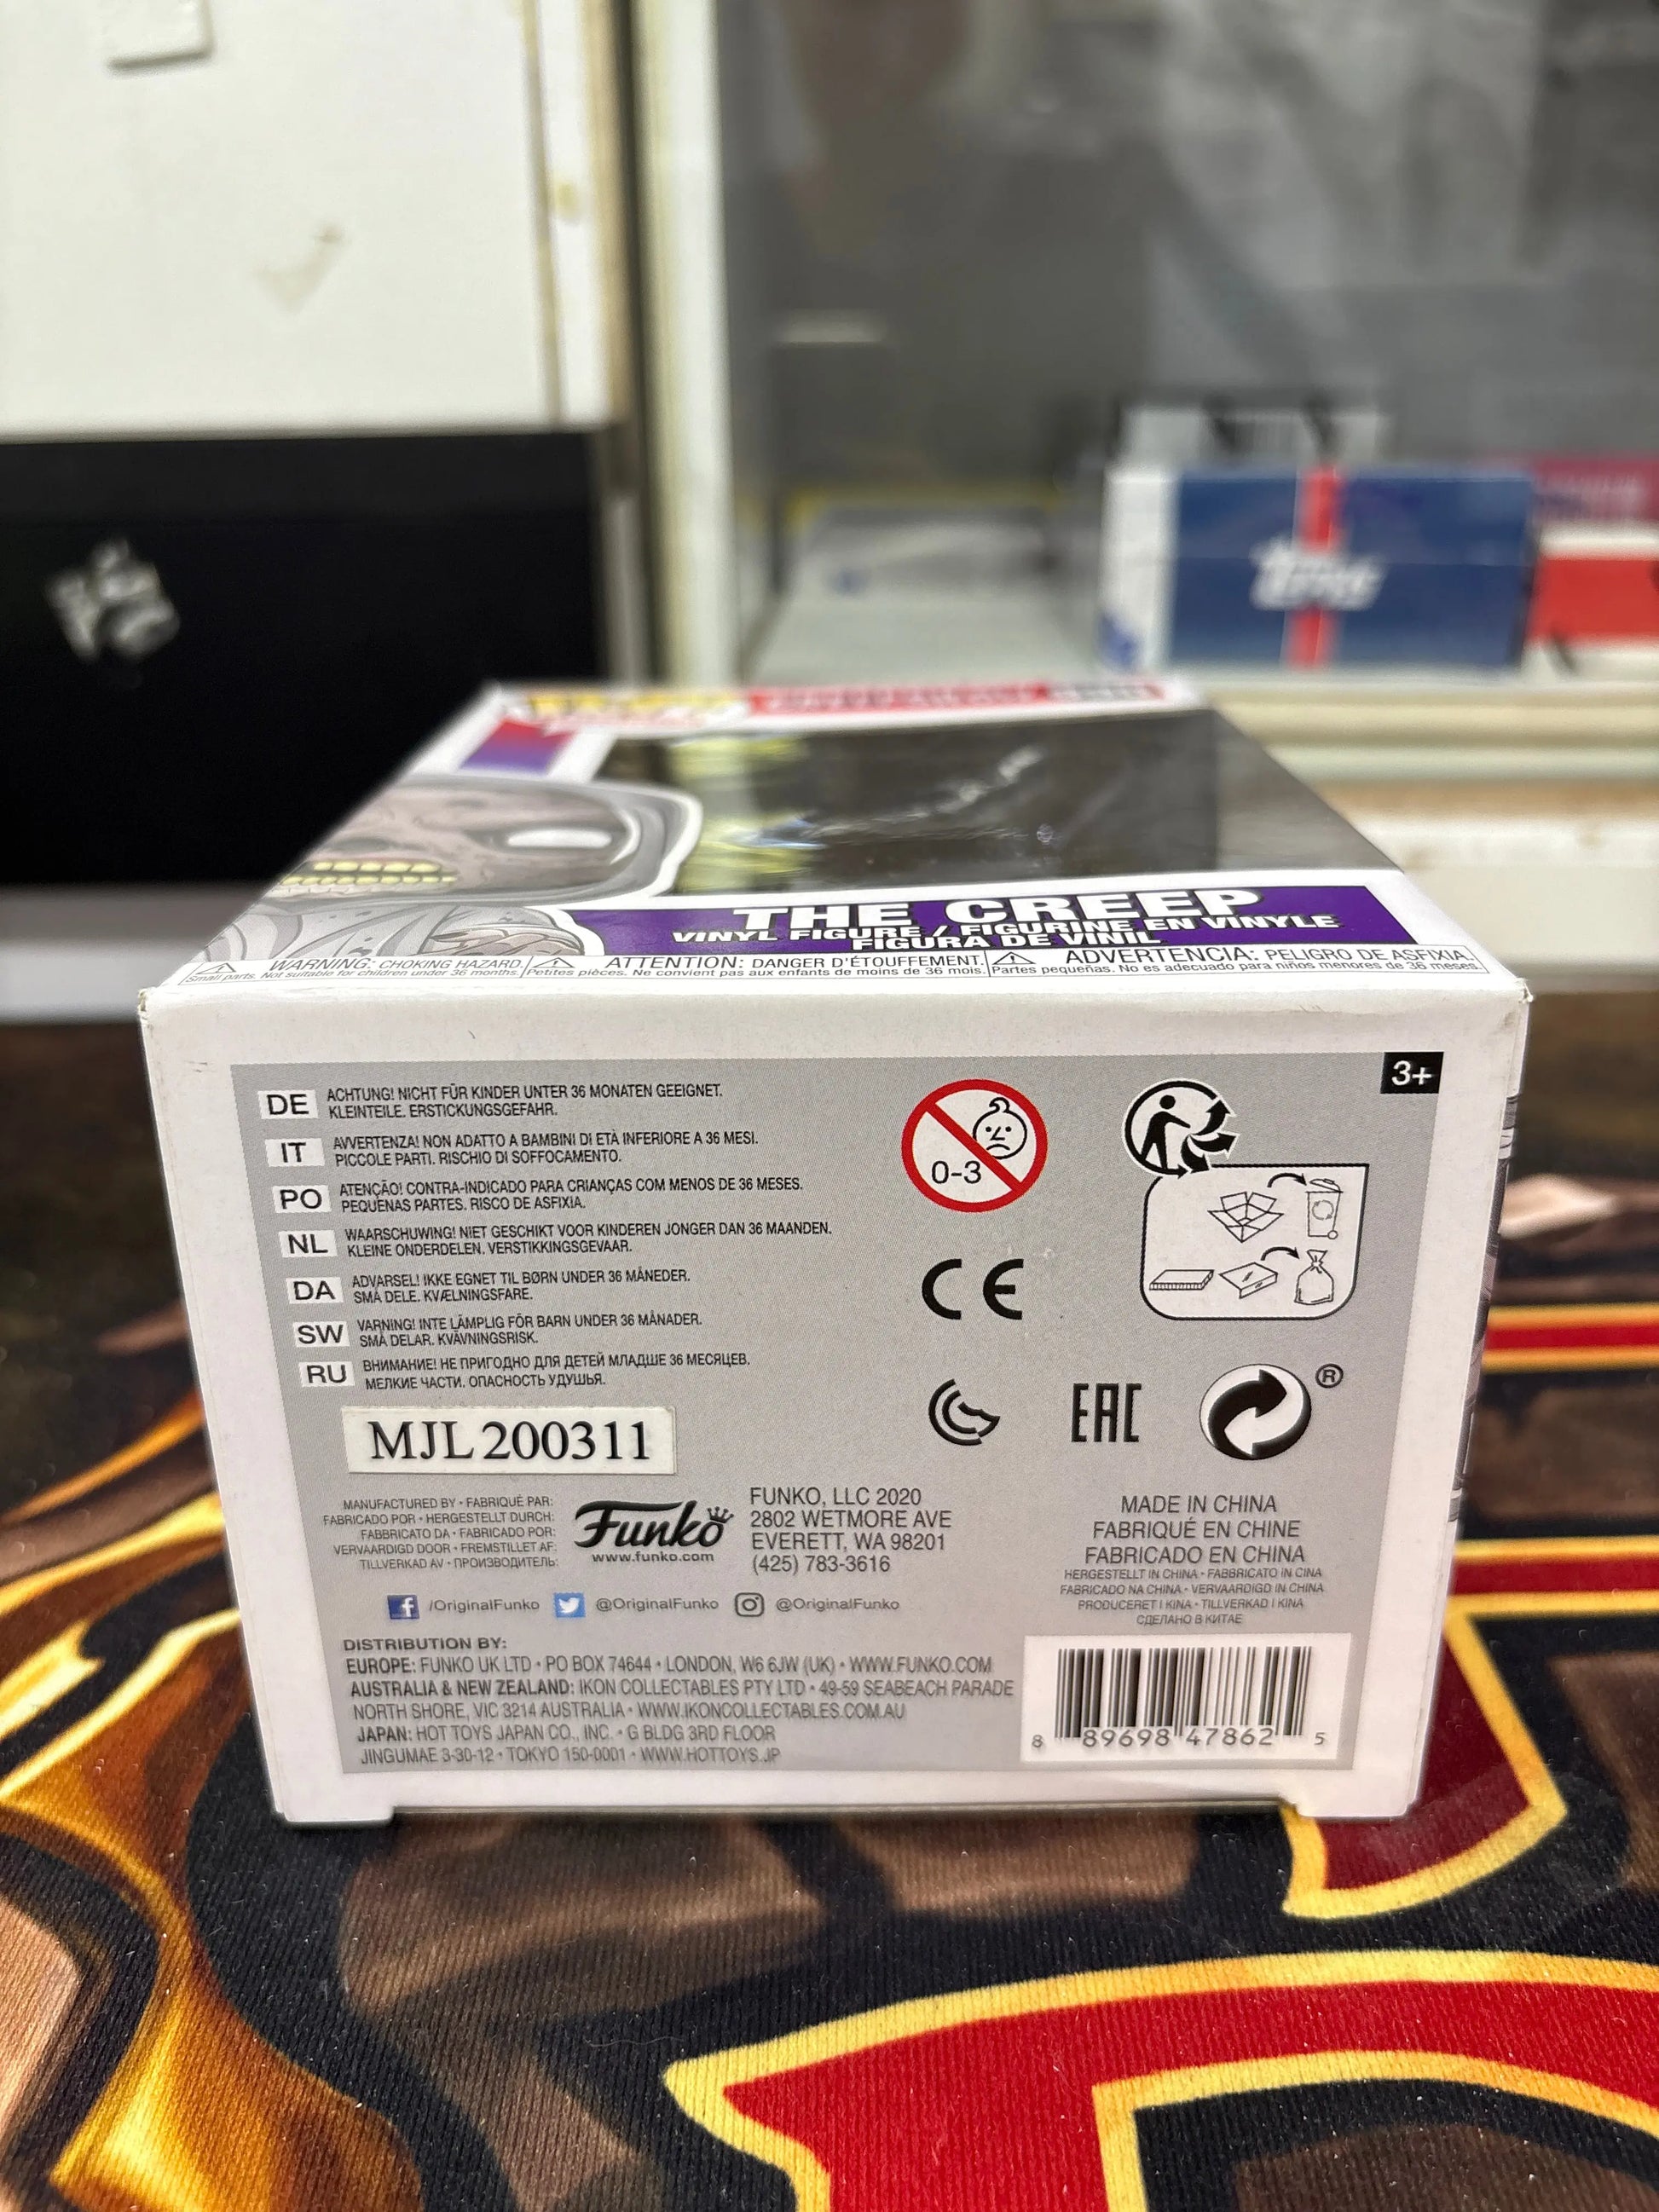 topps
THE CREEP
VINYL FIGURE / FIGURINE EN VINYLE
FIGURA DE VINIL
WARNING: CHOKING HAZARD.
Small parts. Not suitable for children under 36 months.
ATTENTION: DANGER D'ÉTOUFFEMENT.
Petites pièces. Ne convient pas aux enfants de moins de 36 mois.
ADVERTENCIA: PELIGRO DE ASFIXIA.
Partes pequeñas. No es adecuado para niños menores de 36 meses.
3+
DE ACHTUNG! NICHT FÜR KINDER UNTER 36 MONATEN GEEIGNET.
KLEINTEILE. ERSTICKUNGSGEFAHR.
IT AVVERTENZA! NON ADATTO A BAMBINI DI ETÀ INFERIORE A 36 MESI.
PICCOLE PARTI. RISCHIO DI SOFFOCAMENTO.
PO ATENÇÃO! CONTRA-INDICADO PARA CRIANÇAS COM MENOS DE 36 MESES.
PEQUENAS PARTES. RISCO DE ASFIXIA.
NL WAARSCHUWING! NIET GESCHIKT VOOR KINDEREN JONGER DAN 36 MAANDEN.
KLEINE ONDERDELEN. VERSTIKKINGSGEVAAR.
DA ADVARSEL! IKKE EGNET TIL BØRN UNDER 36 MÅNEDER.
SMÅ DELE. KVÆLNINGSFARE.
SW VARNING! INTE LÄMPLIG FÖR BARN UNDER 36 MÅNADER.
SMÅ DELAR. KVÄVNINGSRISK.
RU ВНИМАНИЕ! НЕ ПРИГОДНО ДЛЯ ДЕТЕЙ МЛАДШЕ 36 МЕСЯЦЕВ.
МЕЛКИЕ ЧАСТИ. ОПАСНОСТЬ УДУШЬЯ.
0-3
CE
EAC
®
MJL200311
MANUFACTURED BY • FABRIQUÉ PAR:
FABRICADO POR • HERGESTELLT DURCH:
FABBRICATO DA • FABRICADO POR:
VERVAARDIGD DOOR • FREMSTILLET AF:
TILLVERKAD AV • ПРОИЗВОДИТЕЛЬ:
Funko
www.funko.com
FUNKO, LLC 2020
2802 WETMORE AVE
EVERETT, WA 98201
(425) 783-3616
MADE IN CHINA
FABRIQUÉ EN CHINE
FABRICADO EN CHINA
HERGESTELLT IN CHINA • FABBRICATO IN CINA
FABRICADO NA CHINA • VERVAARDIGD IN CHINA
PRODUCERET I KINA • TILLVERKAD I KINA
СДЕЛАНО В КИТАЕ
/OriginalFunko @OriginalFunko @OriginalFunko
DISTRIBUTION BY:
EUROPE: FUNKO UK LTD • PO BOX 74644 • LONDON, W6 6JW (UK) • WWW.FUNKO.COM
AUSTRALIA & NEW ZEALAND: IKON COLLECTABLES PTY LTD • 49-59 SEABEACH PARADE
NORTH SHORE, VIC 3214 AUSTRALIA • WWW.IKONCOLLECTABLES.COM.AU
JAPAN: HOT TOYS JAPAN CO., INC. • G BLDG 3RD FLOOR
JINGUMAE 3-30-12 • TOKYO 150-0001 • WWW.HOTTOYS.JP
8 89698 47862 5